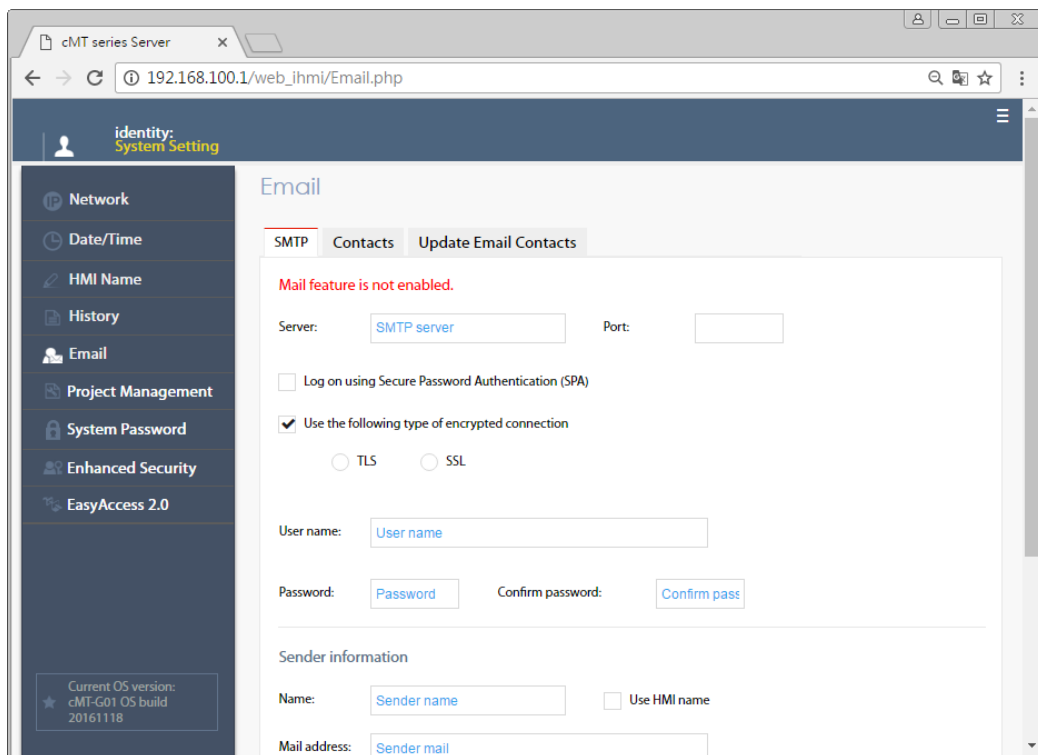 cMT series Server
192.168.100.1/web_ihmi/Email.php
identity:
System Setting
Network
Date/Time
HMI Name
History
Email
Project Management
System Password
Enhanced Security
EasyAccess 2.0
Current OS version:
cMT-G01 OS build
20161118
Email
SMTP Contacts Update Email Contacts
Mail feature is not enabled.
Server: SMTP server Port:
Log on using Secure Password Authentication (SPA)
Use the following type of encrypted connection
TLS SSL
User name: User name
Password: Password Confirm password: Confirm pass
Sender information
Name: Sender name Use HMI name
Mail address: Sender mail